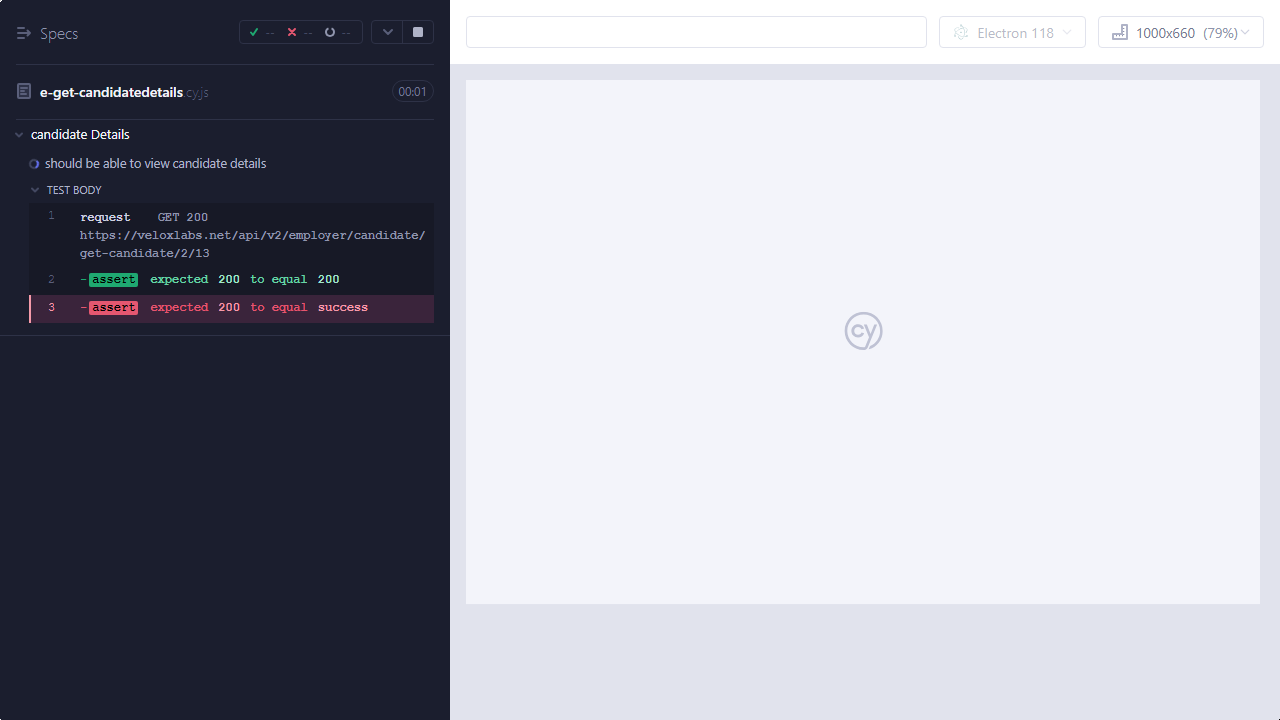 Specs
--
--
--
e-get-candidatedetails.cy.js
00:01
candidate Details
should be able to view candidate details
TEST BODY
1 request GET 200
https://veloxlabs.net/api/v2/employer/candidate/
get-candidate/2/13
2 -assert expected 200 to equal 200
3 -assert expected 200 to equal success
Electron 118
1000x660 (79%)
cy